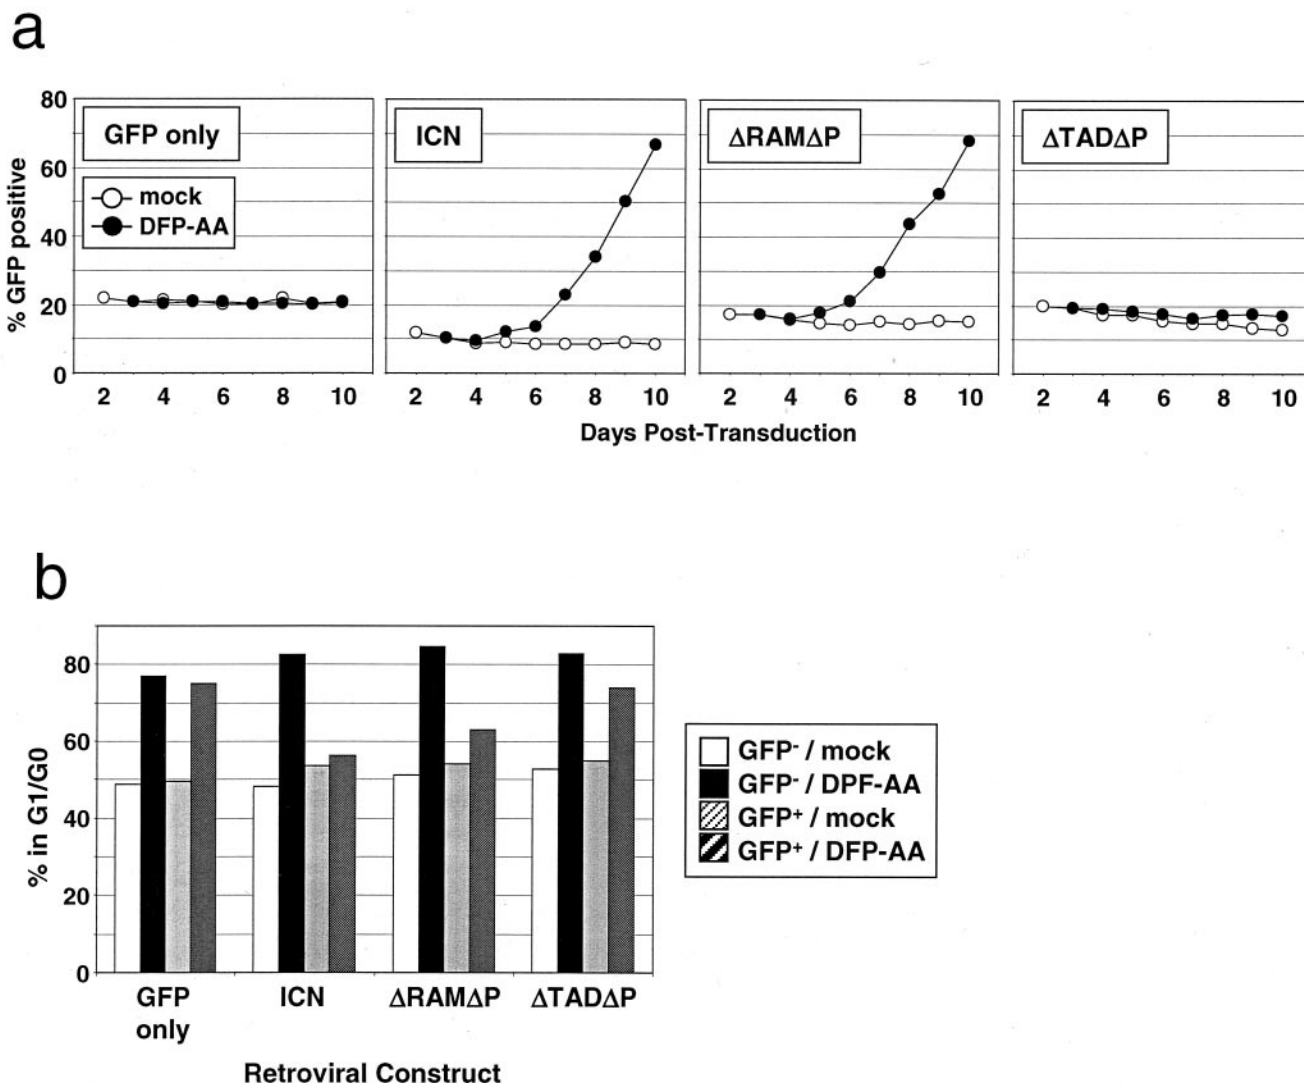 a
80
60
40
20
0
% GFP positive
GFP only
mock
DFP-AA
ICN
ΔRAMΔP
ΔTADΔP
2 4 6 8 10
2 4 6 8 10
2 4 6 8 10
2 4 6 8 10
Days Post-Transduction
b
80
60
40
20
0
% in G1/G0
GFP only
ICN
ΔRAMΔP
ΔTADΔP
Retroviral Construct
GFP⁻ / mock
GFP⁻ / DPF-AA
GFP⁺ / mock
GFP⁺ / DFP-AA